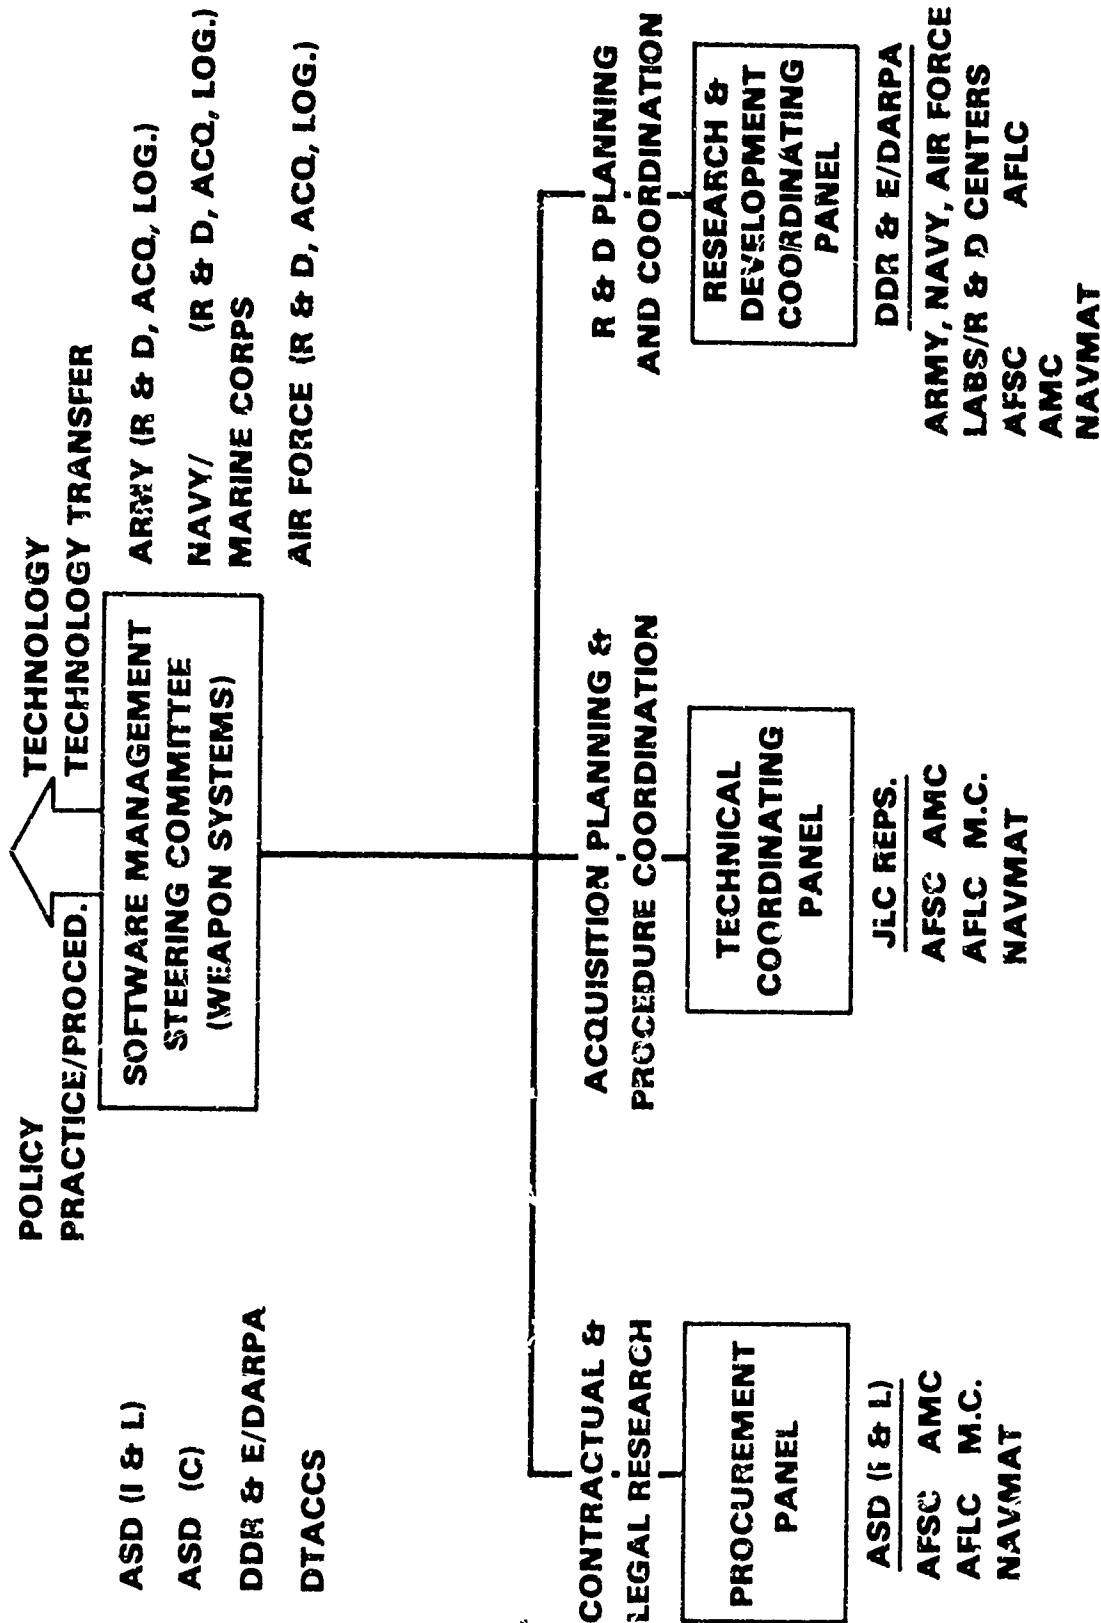 POLICY
PRACTICE/PROCED.
TECHNOLOGY
TECHNOLOGY TRANSFER
ASD (I & L)
ASD (C)
DDR & E/DARPA
DTACCS
SOFTWARE MANAGEMENT
STEERING COMMITTEE
(WEAPON SYSTEMS)
ARMY (R & D, ACQ, LOG.)
NAVY/ (R & D, ACQ, LOG.)
MARINE CORPS
AIR FORCE (R & D, ACQ, LOG.)
CONTRACTUAL &
LEGAL RESEARCH
PROCUREMENT
PANEL
ASD (I & L)
AFSC AMC
AFLC M.C.
NAVMAT
ACQUISITION PLANNING &
PROCEDURE COORDINATION
TECHNICAL
COORDINATING
PANEL
JLC REPS.
AFSC AMC
AFLC M.C.
NAVMAT
R & D PLANNING
AND COORDINATION
RESEARCH &
DEVELOPMENT
COORDINATING
PANEL
DDR & E/DARPA
ARMY, NAVY, AIR FORCE
LABS/R & D CENTERS
AFSC AFLC
AMC
NAVMAT